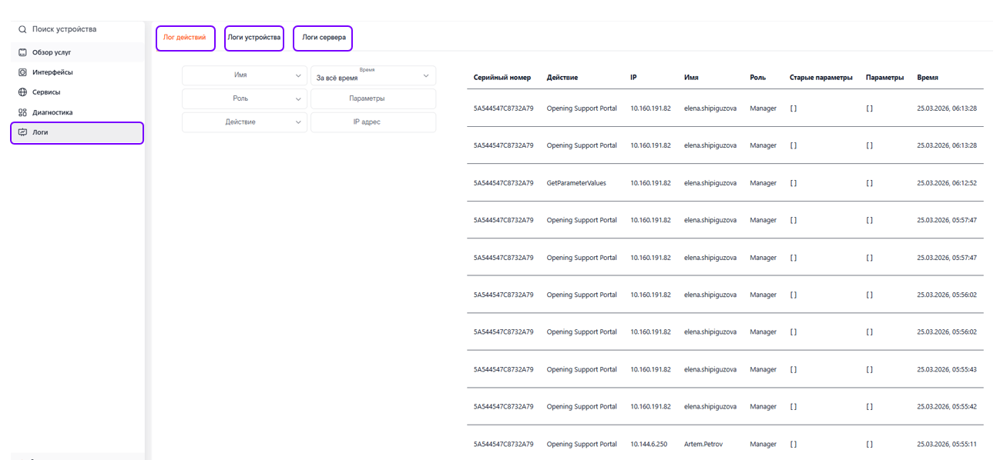 Поиск устройства
Обзор услуг
Интерфейсы
Сервисы
Диагностика
Логи
Лог действий Логи устройства Логи сервера
Имя
Время
За всё время
Роль Параметры
Действие IP адрес
Серийный номер Действие IP Имя Роль Старые параметры Параметры Время
5A544547C8732A79 Opening Support Portal 10.160.191.82 elena.shipiguzova Manager [ ] [ ] 25.03.2026, 06:13:28
5A544547C8732A79 Opening Support Portal 10.160.191.82 elena.shipiguzova Manager [ ] [ ] 25.03.2026, 06:13:28
5A544547C8732A79 GetParameterValues 10.160.191.82 elena.shipiguzova Manager [ ] [ ] 25.03.2026, 06:12:52
5A544547C8732A79 Opening Support Portal 10.160.191.82 elena.shipiguzova Manager [ ] [ ] 25.03.2026, 05:57:47
5A544547C8732A79 Opening Support Portal 10.160.191.82 elena.shipiguzova Manager [ ] [ ] 25.03.2026, 05:57:47
5A544547C8732A79 Opening Support Portal 10.160.191.82 elena.shipiguzova Manager [ ] [ ] 25.03.2026, 05:56:02
5A544547C8732A79 Opening Support Portal 10.160.191.82 elena.shipiguzova Manager [ ] [ ] 25.03.2026, 05:56:02
5A544547C8732A79 Opening Support Portal 10.160.191.82 elena.shipiguzova Manager [ ] [ ] 25.03.2026, 05:55:43
5A544547C8732A79 Opening Support Portal 10.160.191.82 elena.shipiguzova Manager [ ] [ ] 25.03.2026, 05:55:42
5A544547C8732A79 Opening Support Portal 10.144.6.250 Artem.Petrov Manager [ ] [ ] 25.03.2026, 05:55:11